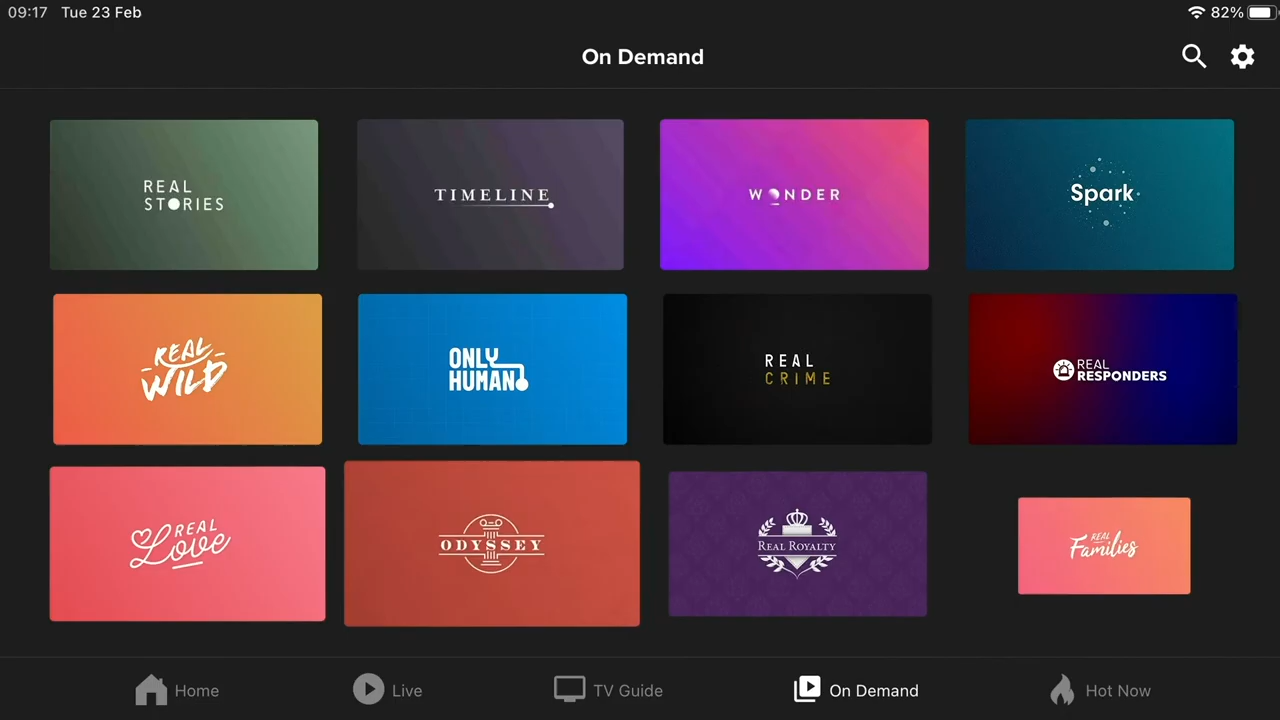 09:17 Tue 23 Feb 82%
On Demand
REAL
STORIES
TIMELINE
WONDER
Spark
REAL
WILD
ONLY
HUMAN
REAL
CRIME
REAL
RESPONDERS
REAL
Love
ODYSSEY
REAL ROYALTY
REAL
Families
Home
Live
TV Guide
On Demand
Hot Now